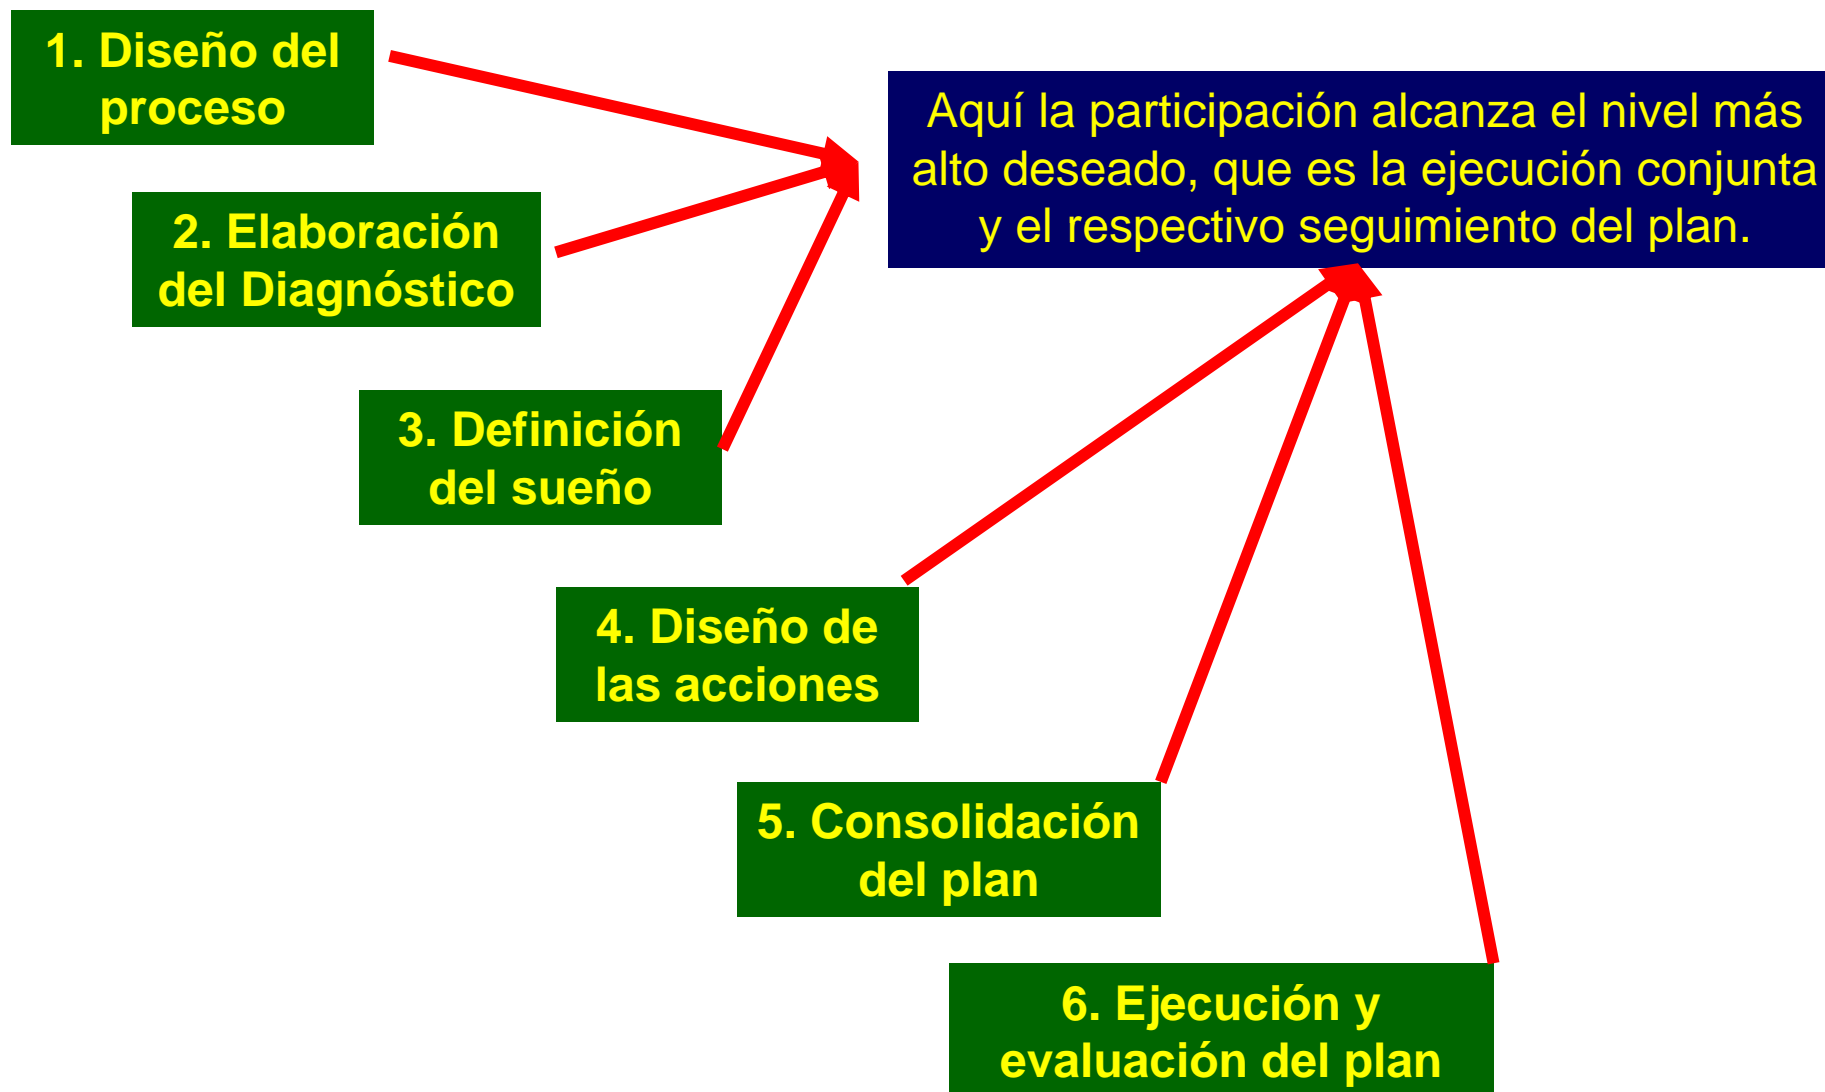 1. Diseño del
proceso
Aquí la participación alcanza el nivel más
alto deseado, que es la ejecución conjunta
y el respectivo seguimiento del plan.
2. Elaboración
del Diagnóstico
3. Definición
del sueño
4. Diseño de
las acciones
5. Consolidación
del plan
6. Ejecución y
evaluación del plan